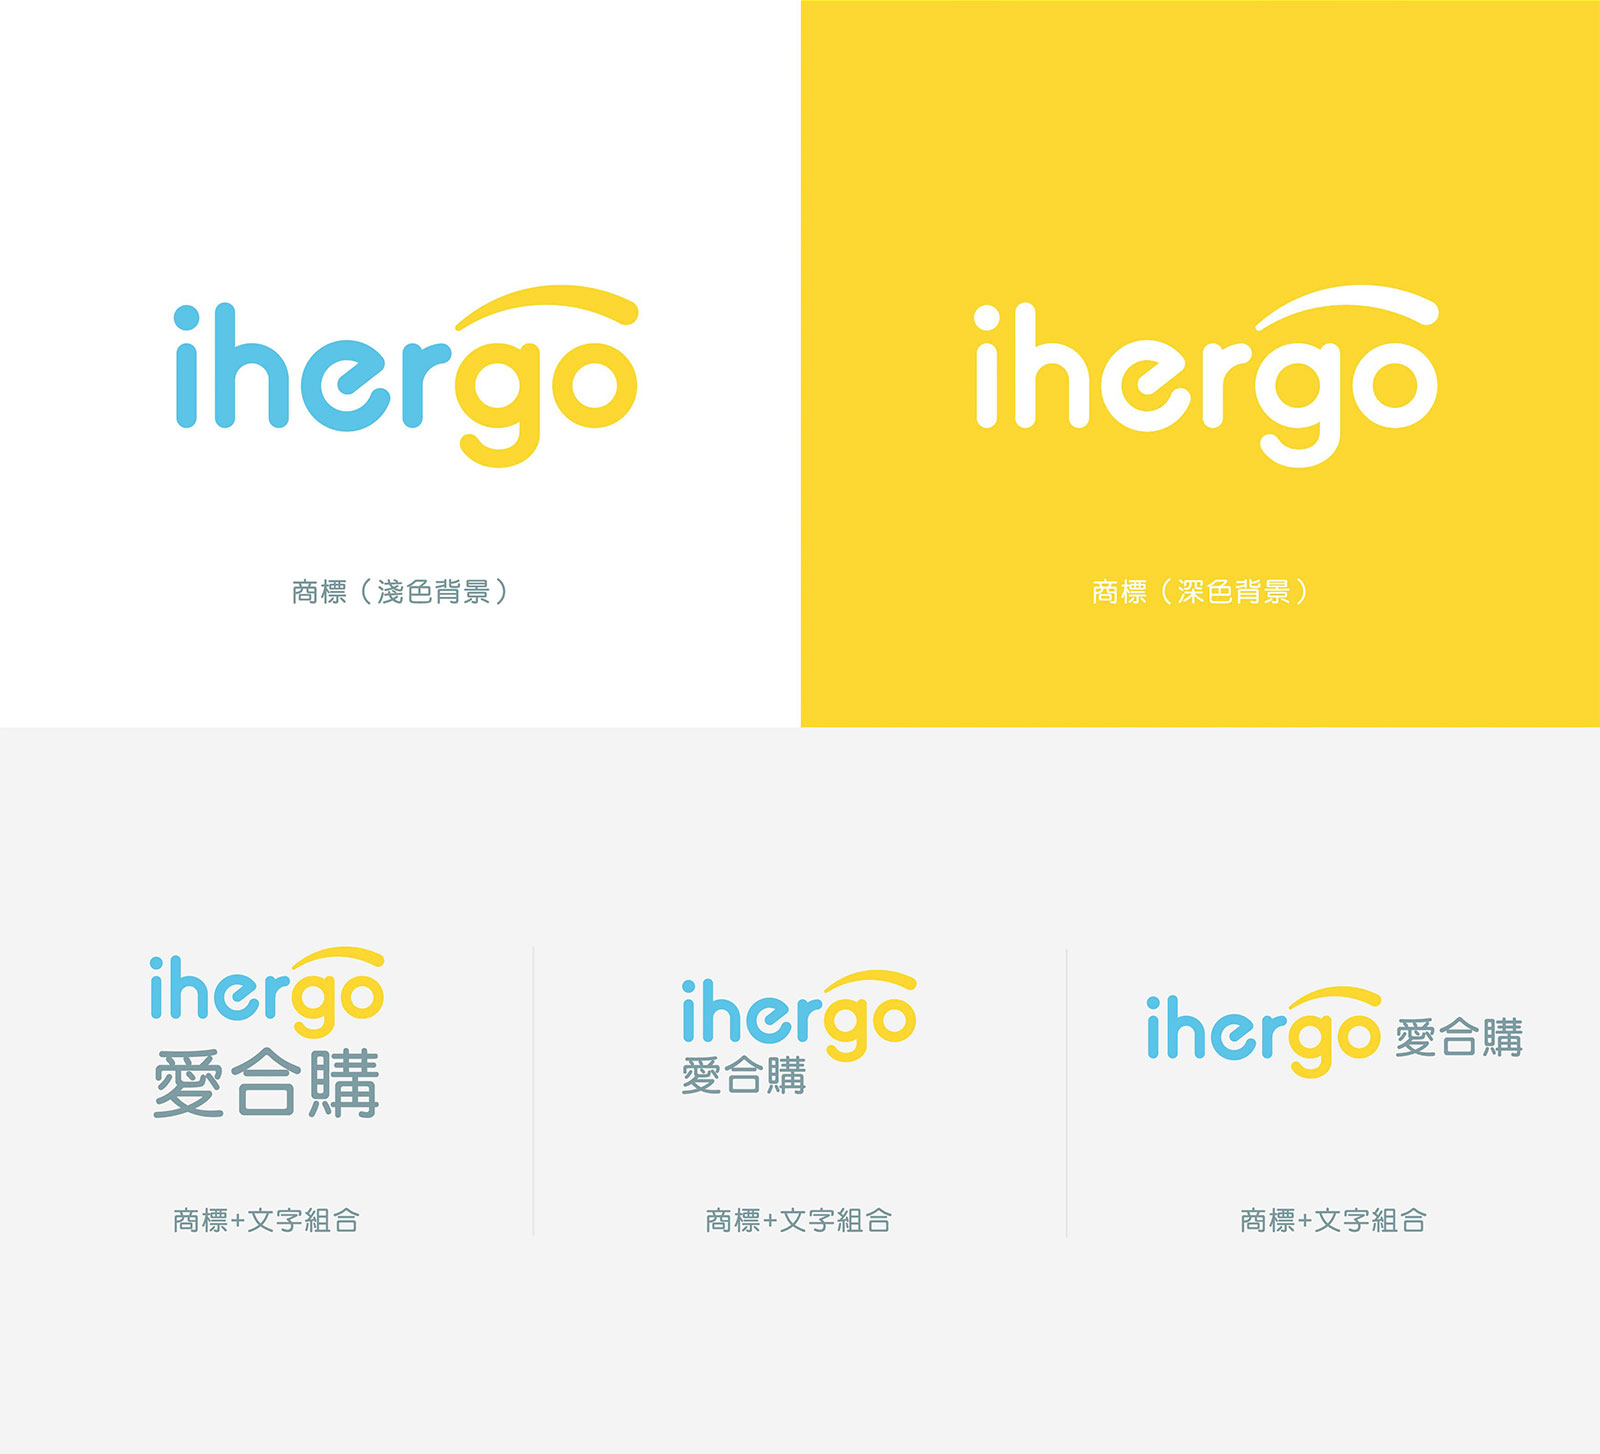 ihergo
商標（淺色背景）
ihergo
商標（深色背景）
ihergo
愛合購
商標+文字組合
ihergo
愛合購
商標+文字組合
ihergo 愛合購
商標+文字組合